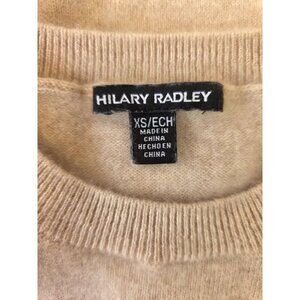 HILARY RADLEY
XS/ECH
MADE IN
CHINA
HECHO EN
CHINA